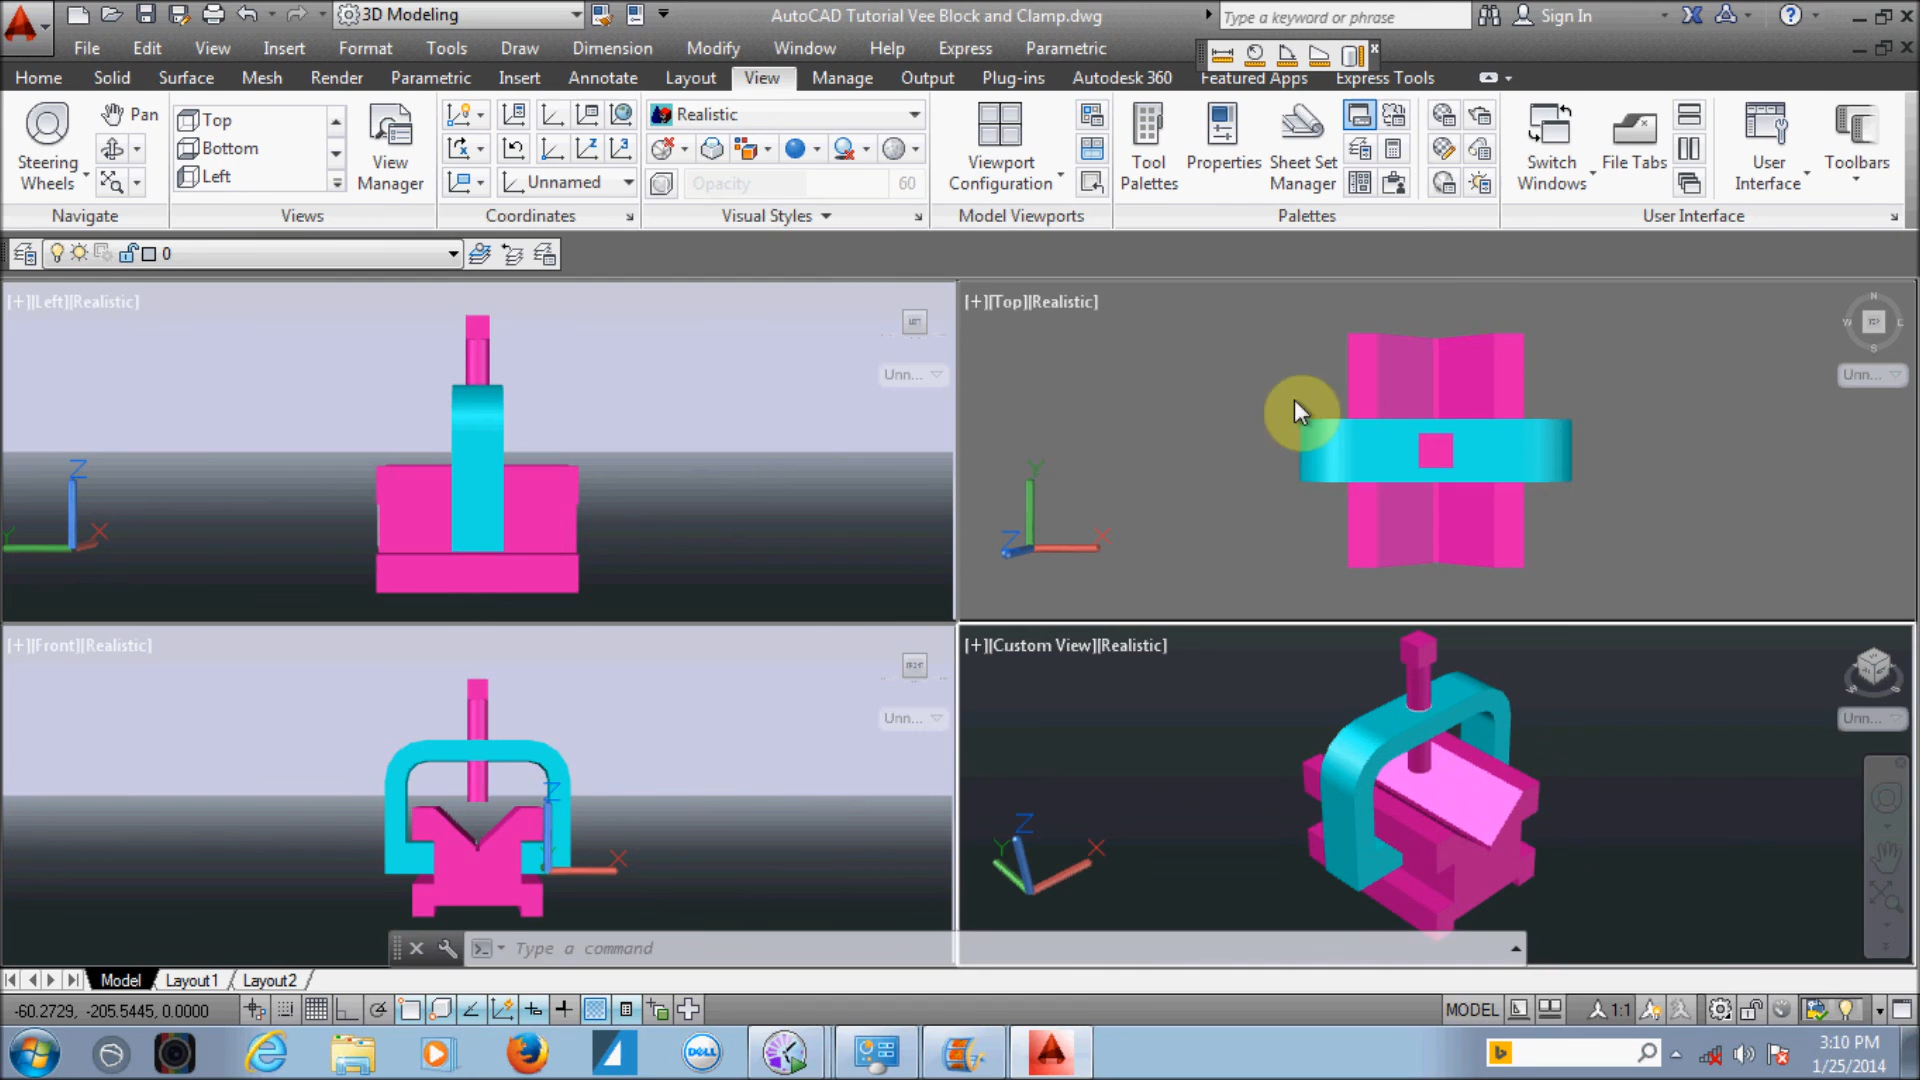 3D Modeling
AutoCAD Tutorial Vee Block and Clamp.dwg
Type a keyword or phrase
Sign In
File Edit View Insert Format Tools Draw Dimension Modify Window Help Express Parametric
Home Solid Surface Mesh Render Parametric Insert Annotate Layout View Manage Output Plug-ins Autodesk 360 Featured Apps Express Tools
Pan
Steering Wheels
Top
Bottom
Left
View Manager
Unnamed
Realistic
Opacity 60
Viewport Configuration
Tool Palettes
Properties
Sheet Set Manager
Switch Windows
File Tabs
User Interface
Toolbars
Navigate Views Coordinates Visual Styles Model Viewports Palettes User Interface
0
[+][Left][Realistic]
LEFT
Unn...
Z
X
Y
[+][Top][Realistic]
N
W TOP E
S
Unn...
Y
Z X
[+][Front][Realistic]
FRONT
Unn...
Z
Y X
[+][Custom View][Realistic]
Unn...
Z
Y X
Type a command
Model Layout1 Layout2
-60.2729, -205.5445, 0.0000
MODEL
1:1
DELL
3:10 PM
1/25/2014